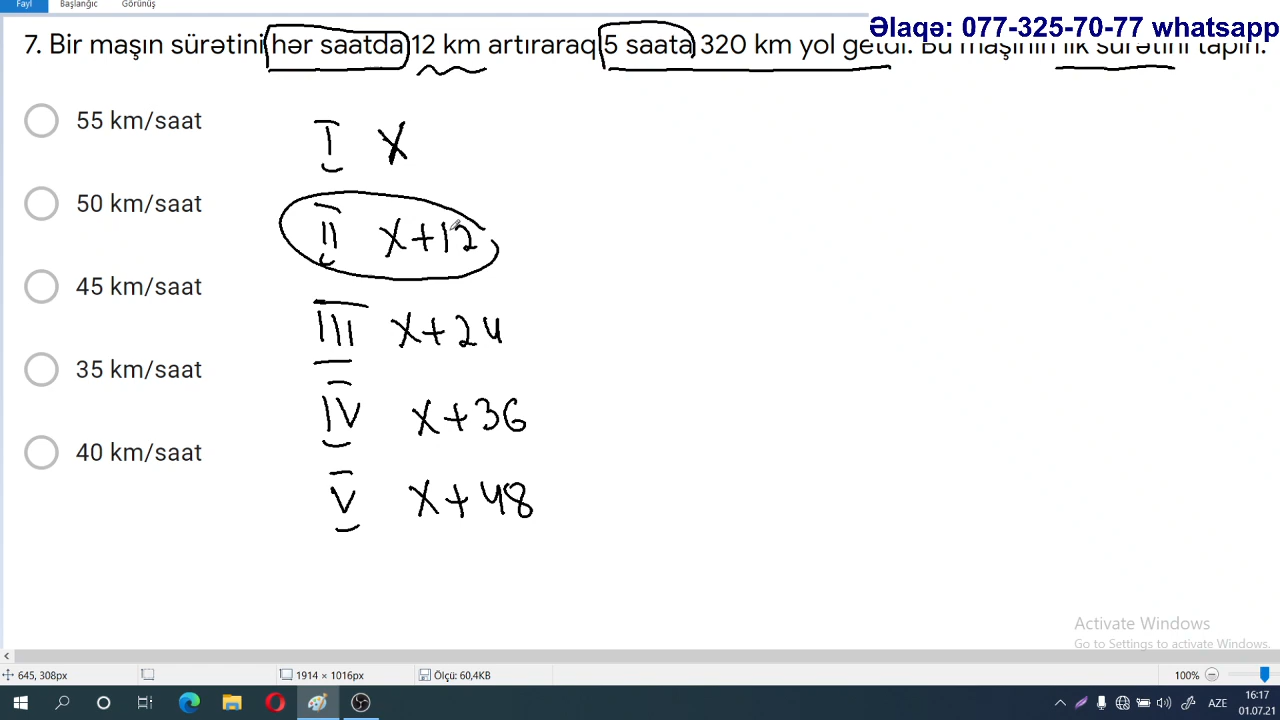 Fayl Başlanğıc Görünüş
Əlaqə: 077-325-70-77 whatsapp
7. Bir maşın sürətini hər saatda 12 km artıraraq 5 saata 320 km yol getdi. Bu maşının ilk sürətini tapın.
55 km/saat
50 km/saat
45 km/saat
35 km/saat
40 km/saat
I X
II X+12
III X+24
IV X+36
V X+48
Activate Windows
Go to Settings to activate Windows.
645, 308px
1914 × 1016px
Ölçü: 60,4KB
100%
AZE
16:17
01.07.21